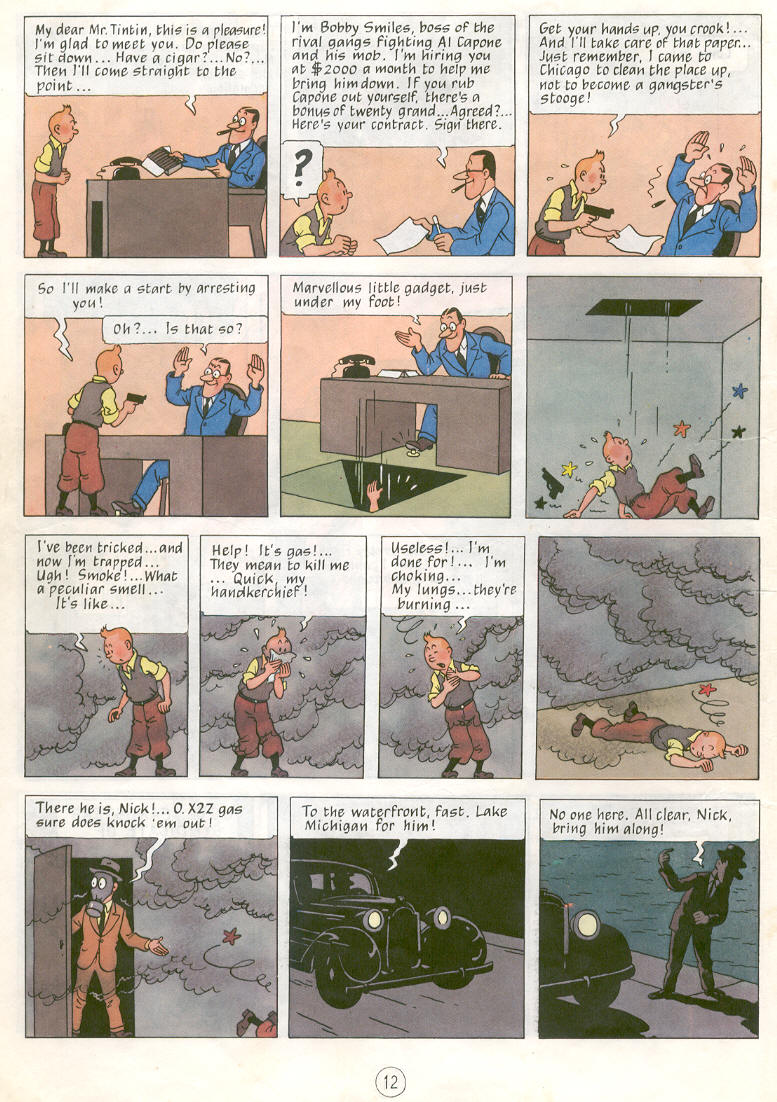 My dear Mr. Tintin, this is a pleasure!
I'm glad to meet you. Do please
sit down... Have a cigar?...No?...
Then I'll come straight to the
point...
I'm Bobby Smiles, boss of the
rival gangs fighting Al Capone
and his mob. I'm hiring you
at $2000 a month to help me
bring him down. If you rub
Capone out yourself, there's a
bonus of twenty grand...Agreed?...
Here's your contract. Sign there.
?
Get your hands up, you crook!...
And I'll take care of that paper...
Just remember, I came to
Chicago to clean the place up,
not to become a gangster's
stooge!
So I'll make a start by arresting
you!
Oh?... Is that so?
Marvellous little gadget, just
under my foot!
I've been tricked...and
now I'm trapped...
Ugh! Smoke!...What
a peculiar smell...
It's like...
Help! It's gas!...
They mean to kill me
... Quick, my
handkerchief!
Useless!... I'm
done for!... I'm
choking...
My lungs...they're
burning...
There he is, Nick!... O.X2Z gas
sure does knock 'em out!
To the waterfront, fast. Lake
Michigan for him!
No one here. All clear, Nick,
bring him along!
12